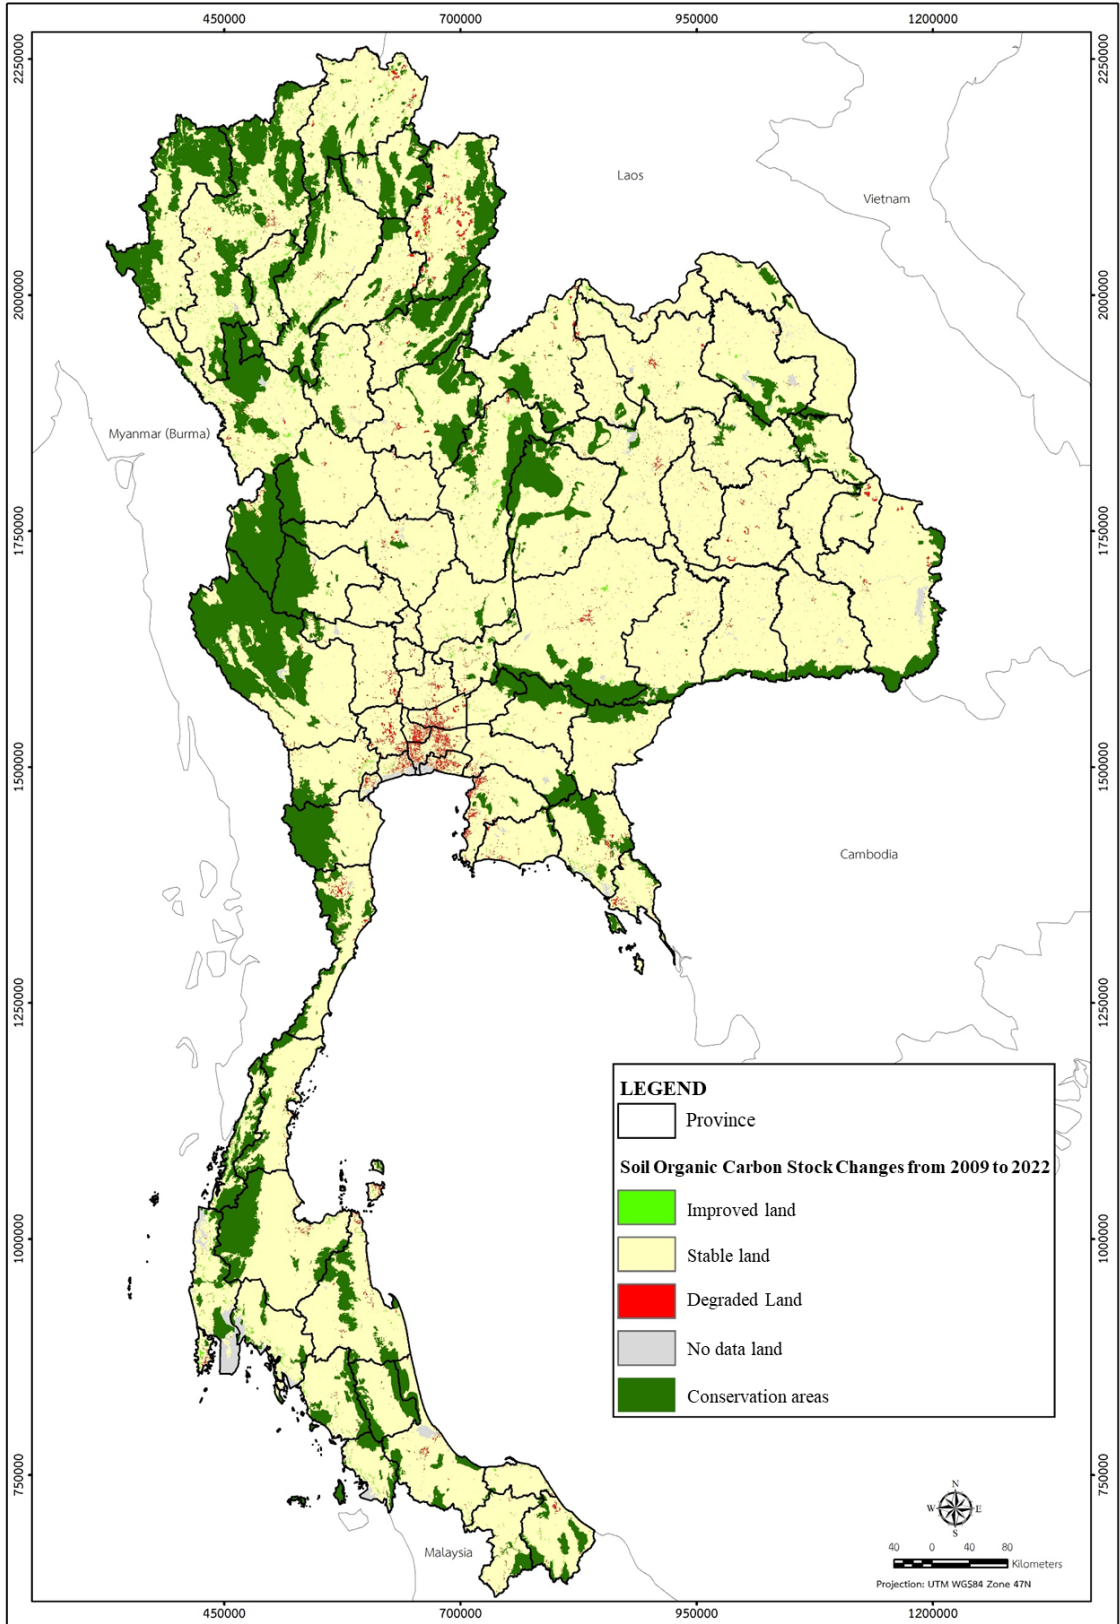 450000 700000 950000 1200000
2250000 2250000
Laos
Vietnam
2000000 2000000
Myanmar (Burma)
1750000 1750000
1500000 1500000
Cambodia
1250000 1250000
LEGEND
Province
Soil Organic Carbon Stock Changes from 2009 to 2022
Improved land
Stable land
Degraded Land
No data land
Conservation areas
1000000 1000000
750000 750000
N
W E
S
Malaysia
40 0 40 80
Kilometers
Projection: UTM WGS84 Zone 47N
450000 700000 950000 1200000